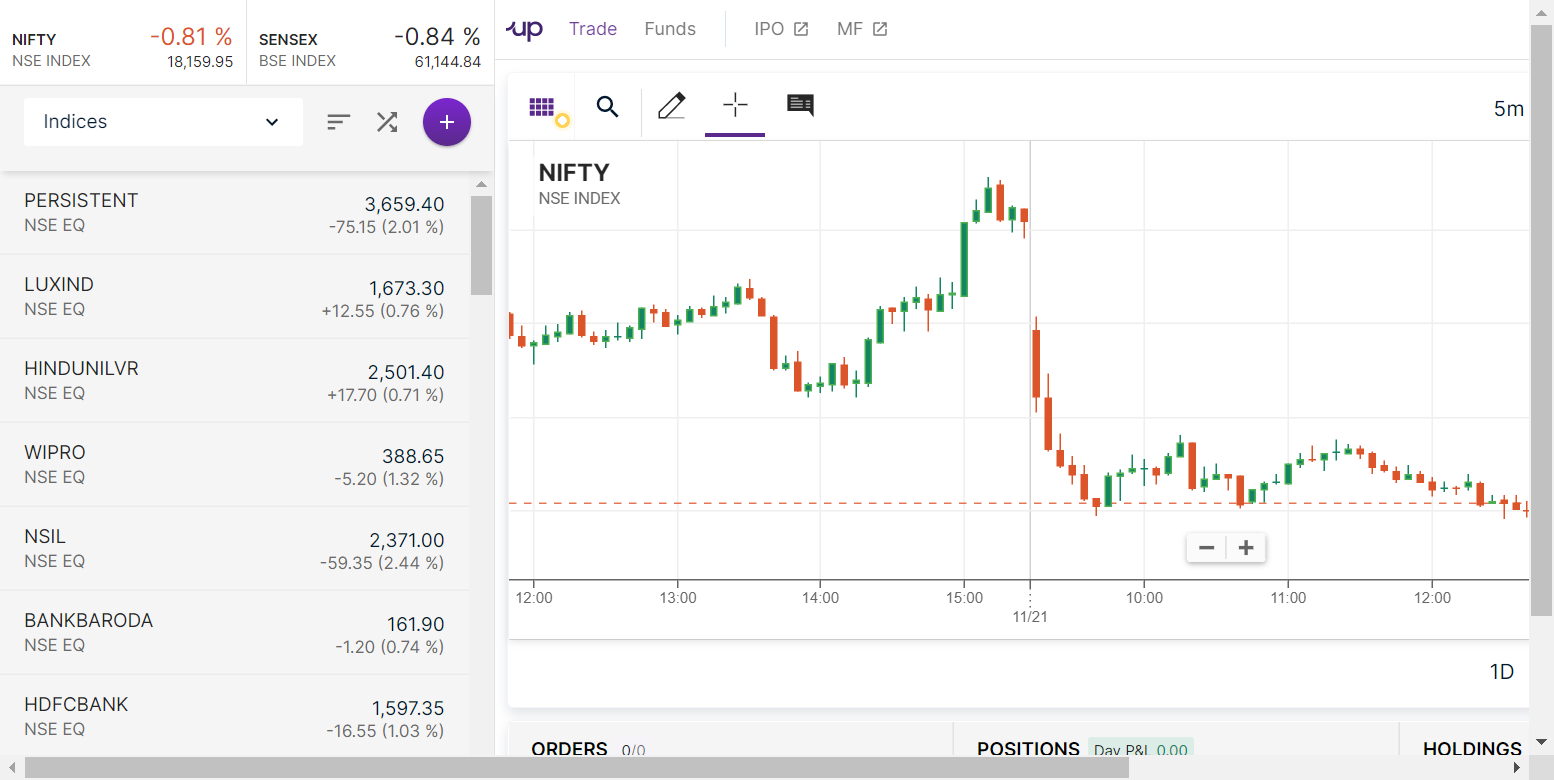 NIFTY -0.81 %
NSE INDEX 18,159.95
SENSEX -0.84 %
BSE INDEX 61,144.84
up Trade Funds IPO MF
Indices
+
5m
NIFTY
NSE INDEX
PERSISTENT 3,659.40
NSE EQ -75.15 (2.01 %)
LUXIND 1,673.30
NSE EQ +12.55 (0.76 %)
HINDUNILVR 2,501.40
NSE EQ +17.70 (0.71 %)
WIPRO 388.65
NSE EQ -5.20 (1.32 %)
NSIL 2,371.00
NSE EQ -59.35 (2.44 %)
BANKBARODA 161.90
NSE EQ -1.20 (0.74 %)
HDFCBANK 1,597.35
NSE EQ -16.55 (1.03 %)
12:00 13:00 14:00 15:00 10:00 11:00 12:00
11/21
1D
ORDERS 0/0 POSITIONS Day P&L 0.00 HOLDINGS